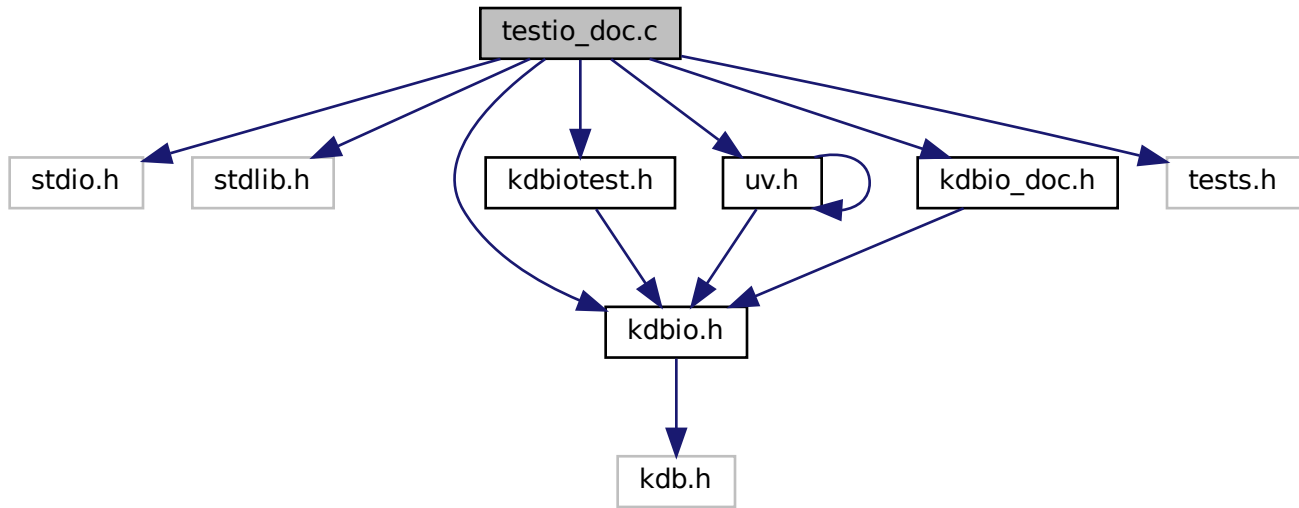 testio_doc.c
stdio.h
stdlib.h
kdbiotest.h
uv.h
kdbio_doc.h
tests.h
kdbio.h
kdb.h